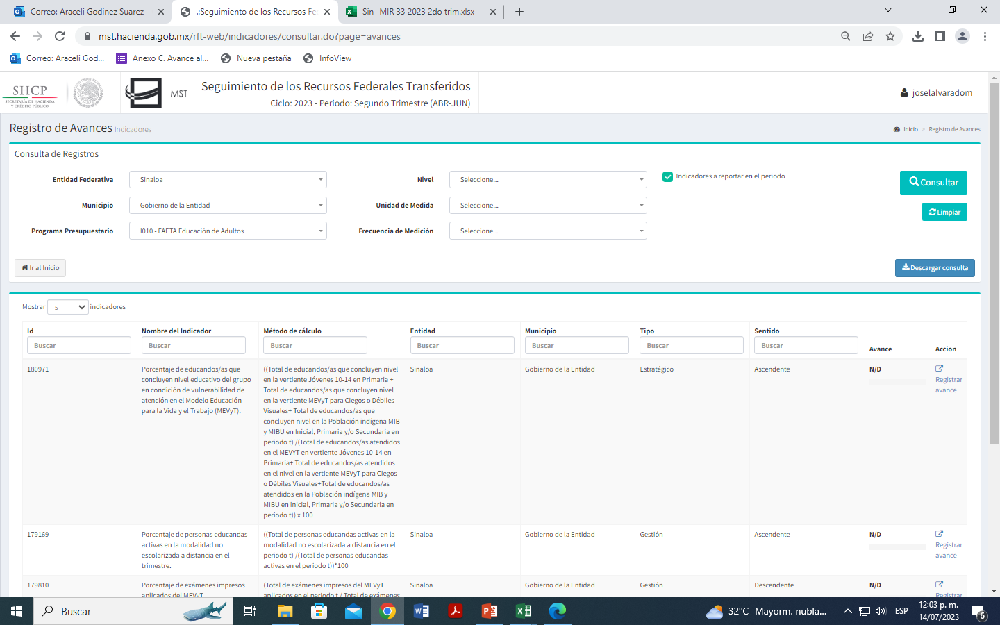 Correo: Araceli Godinez Suarez -
.:Seguimiento de los Recursos Fe
Sin- MIR 33 2023 2do trim.xlsx
mst.hacienda.gob.mx/rft-web/indicadores/consultar.do?page=avances
Correo: Araceli God...
Anexo C. Avance al...
Nueva pestaña
InfoView
SHCP
SECRETARÍA DE HACIENDA
Y CRÉDITO PÚBLICO
MST
Seguimiento de los Recursos Federales Transferidos
Ciclo: 2023 - Periodo: Segundo Trimestre (ABR-JUN)
joselalvaradom
Registro de Avances Indicadores
Inicio > Registro de Avances
Consulta de Registros
Entidad Federativa
Sinaloa
Nivel
Seleccione...
Indicadores a reportar en el periodo
Consultar
Municipio
Gobierno de la Entidad
Unidad de Medida
Seleccione...
Limpiar
Programa Presupuestario
I010 - FAETA Educación de Adultos
Frecuencia de Medición
Seleccione...
Ir al Inicio
Descargar consulta
Mostrar 5 indicadores
Id
Buscar
Nombre del Indicador
Buscar
Método de cálculo
Buscar
Entidad
Buscar
Municipio
Buscar
Tipo
Buscar
Sentido
Buscar
Avance
Accion
180971
Porcentaje de educandos/as que
concluyen nivel educativo del grupo
en condición de vulnerabilidad de
atención en el Modelo Educación
para la Vida y el Trabajo (MEVyT).
((Total de educandos/as que concluyen nivel
en la vertiente Jóvenes 10-14 en Primaria +
Total de educandos/as que concluyen nivel
en la vertiente MEVyT para Ciegos o Débiles
Visuales+ Total de educandos/as que
concluyen nivel en la Población indígena MIB
y MIBU en Inicial, Primaria y/o Secundaria en
periodo t) /(Total de educandos/as atendidos
en el MEVYT en vertiente Jóvenes 10-14 en
Primaria+ Total de educandos/as atendidos
en el nivel en la vertiente MEVyT para Ciegos
o Débiles Visuales+Total de educandos/as
atendidos en la Población indígena MIB y
MIBU en inicial, Primaria y/o Secundaria en
periodo t)) x 100
Sinaloa
Gobierno de la Entidad
Estratégico
Ascendente
N/D
Registrar
avance
179169
Porcentaje de personas educandas
activas en la modalidad no
escolarizada a distancia en el
trimestre.
((Total de personas educandas activas en la
modalidad no escolarizada a distancia en el
periodo t) /(Total de personas educandas
activas en el periodo t))*100
Sinaloa
Gobierno de la Entidad
Gestión
Ascendente
N/D
Registrar
avance
179810
Porcentaje de exámenes impresos
aplicados del MEVyT
(Total de exámenes impresos del MEVyT
aplicados en el periodo t / Total de exámenes
Sinaloa
Gobierno de la Entidad
Gestión
Descendente
N/D
Registrar
Buscar
32°C Mayorm. nubla...
ESP
12:03 p. m.
14/07/2023
6